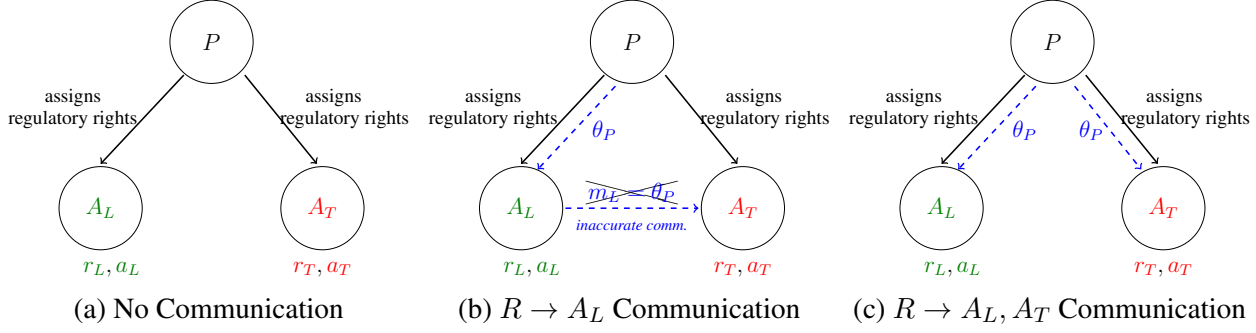 P
assigns
regulatory rights
assigns
regulatory rights
A_L
A_T
r_L, a_L
r_T, a_T
(a) No Communication
P
assigns
regulatory rights
assigns
regulatory rights
θ_P
m_L = θ_P
A_L
A_T
inaccurate comm.
r_L, a_L
r_T, a_T
(b) R → A_L Communication
P
assigns
regulatory rights
assigns
regulatory rights
θ_P
θ_P
A_L
A_T
r_L, a_L
r_T, a_T
(c) R → A_L, A_T Communication